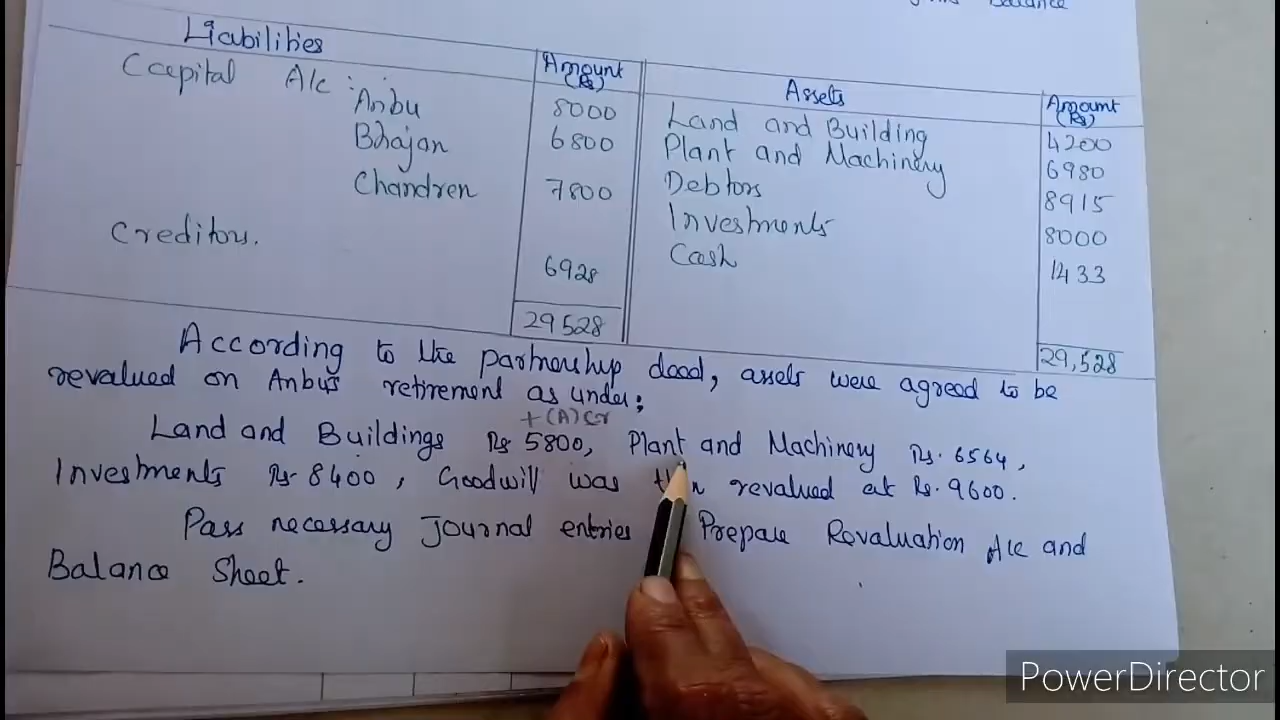 Balance
Liabilities Amount (Rs) Assets Amount (Rs)
Capital A/c :
Anbu 8000 Land and Building 4200
Bhajan 6800 Plant and Machinery 6980
Chandren 7800 Debtors 8915
Creditors. Investments 8000
6928 Cash 1433
29528 29,528
According to the partnership deed, assets were agreed to be
revalued on Anbu's retirement as under;
+(A) Cr
Land and Buildings Rs 5800, Plant and Machinery Rs. 6564,
Investments Rs 8400, Goodwill was revalued at Rs. 9600.
Pass necessary Journal entries Prepare Revaluation A/c and
Balance Sheet.
PowerDirector